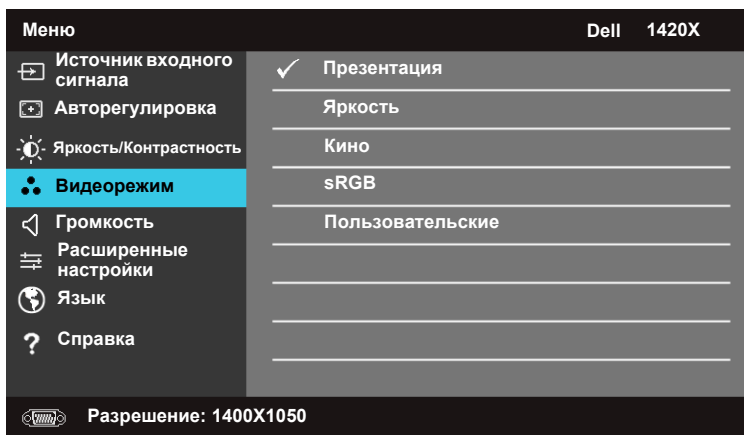 Меню
Dell 1420X
Источник входного
сигнала
Авторегулировка
Яркость/Контрастность
Видеорежим
Громкость
Расширенные
настройки
Язык
? Справка
Презентация
Яркость
Кино
sRGB
Пользовательские
Разрешение: 1400X1050